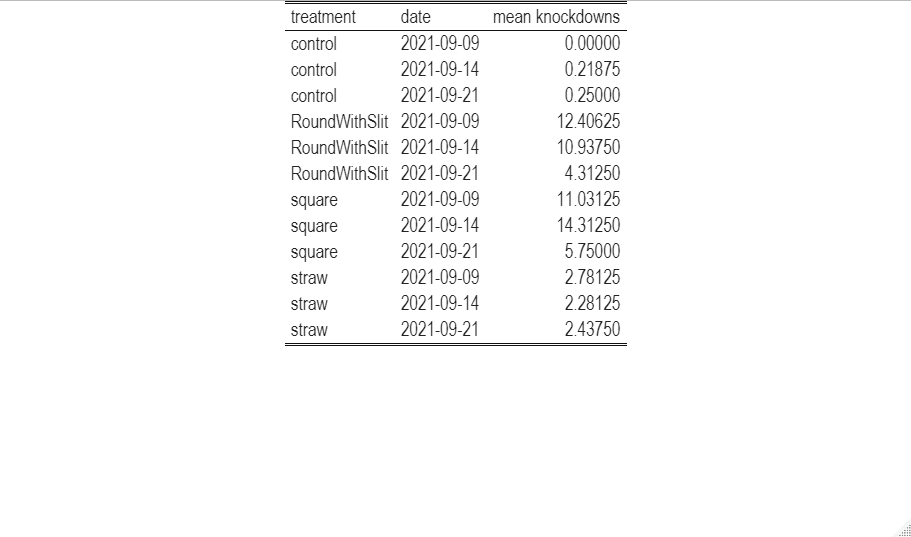 treatment date mean knockdowns
control 2021-09-09 0.00000
control 2021-09-14 0.21875
control 2021-09-21 0.25000
RoundWithSlit 2021-09-09 12.40625
RoundWithSlit 2021-09-14 10.93750
RoundWithSlit 2021-09-21 4.31250
square 2021-09-09 11.03125
square 2021-09-14 14.31250
square 2021-09-21 5.75000
straw 2021-09-09 2.78125
straw 2021-09-14 2.28125
straw 2021-09-21 2.43750